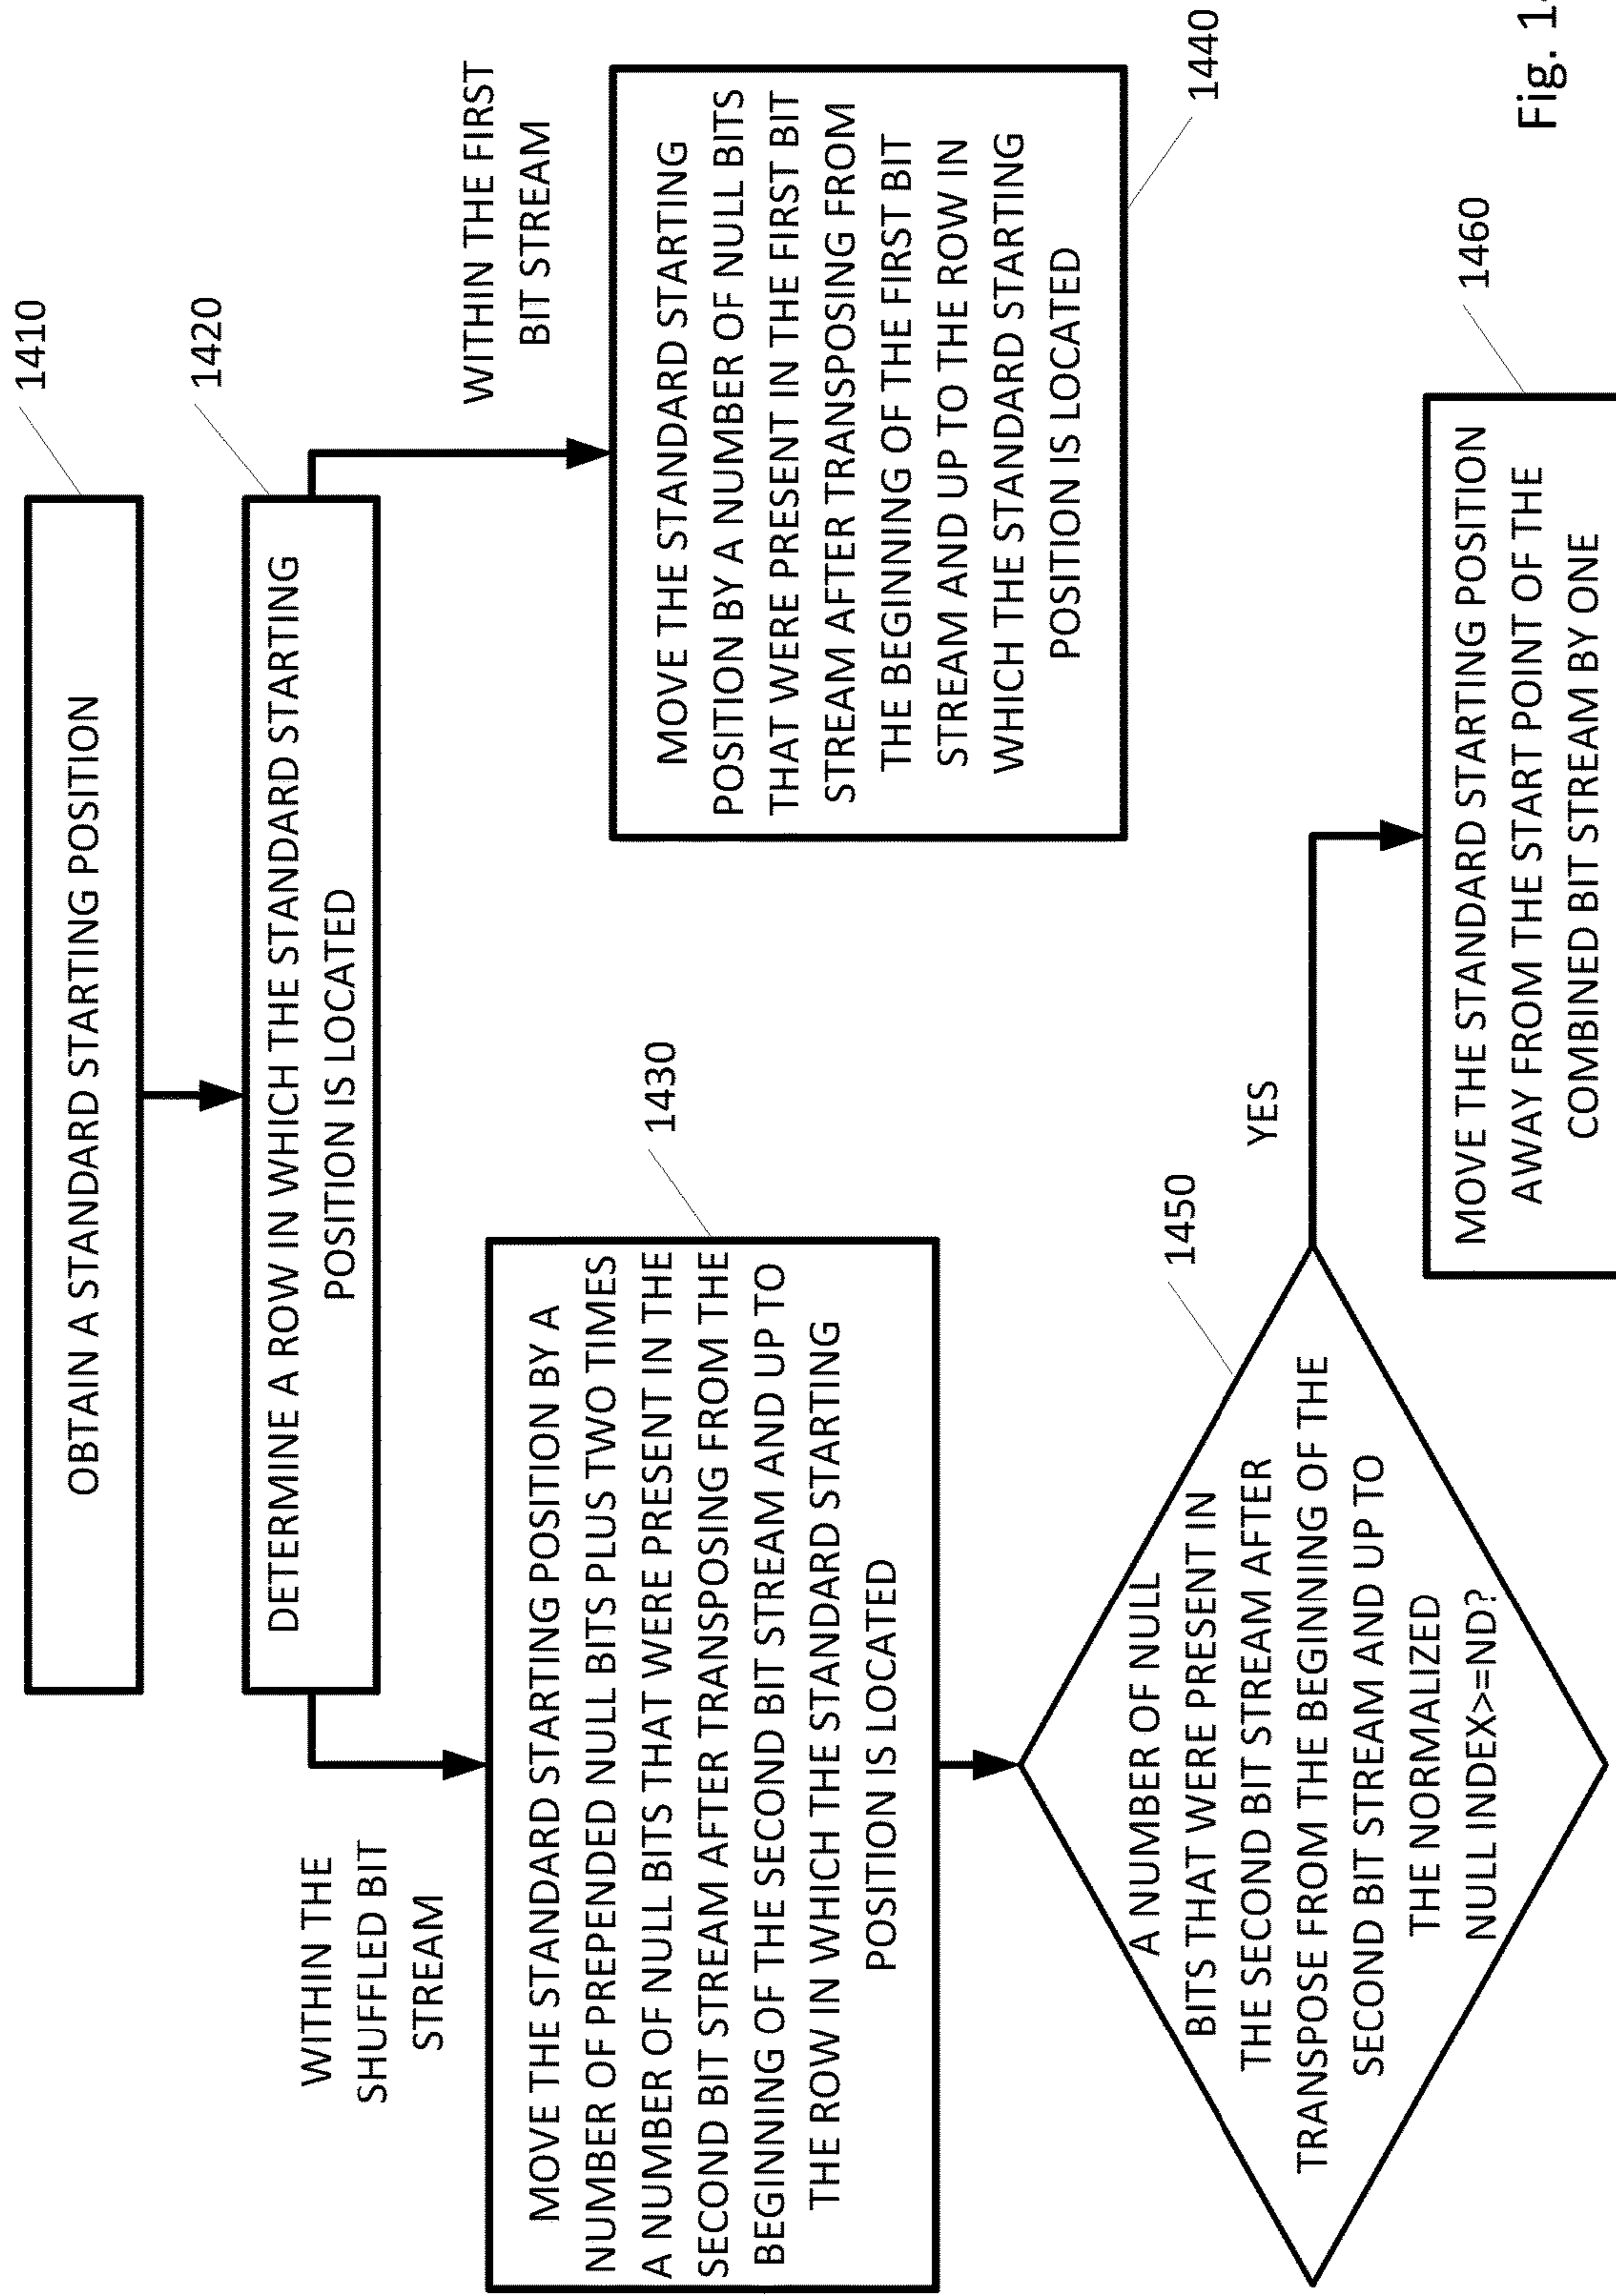 1410
OBTAIN A STANDARD STARTING POSITION
1420
DETERMINE A ROW IN WHICH THE STANDARD STARTING
POSITION IS LOCATED
WITHIN THE
SHUFFLED BIT
STREAM
WITHIN THE FIRST
BIT STREAM
1430
MOVE THE STANDARD STARTING POSITION BY A
NUMBER OF PREPENDED NULL BITS PLUS TWO TIMES
A NUMBER OF NULL BITS THAT WERE PRESENT IN THE
SECOND BIT STREAM AFTER TRANSPOSING FROM THE
BEGINNING OF THE SECOND BIT STREAM AND UP TO
THE ROW IN WHICH THE STANDARD STARTING
POSITION IS LOCATED
MOVE THE STANDARD STARTING
POSITION BY A NUMBER OF NULL BITS
THAT WERE PRESENT IN THE FIRST BIT
STREAM AFTER TRANSPOSING FROM
THE BEGINNING OF THE FIRST BIT
STREAM AND UP TO THE ROW IN
WHICH THE STANDARD STARTING
POSITION IS LOCATED
1440
1450
A NUMBER OF NULL
BITS THAT WERE PRESENT IN
THE SECOND BIT STREAM AFTER
TRANSPOSE FROM THE BEGINNING OF THE
SECOND BIT STREAM AND UP TO
THE NORMALIZED
NULL INDEX>=ND?
YES
1460
MOVE THE STANDARD STARTING POSITION
AWAY FROM THE START POINT OF THE
COMBINED BIT STREAM BY ONE
Fig.